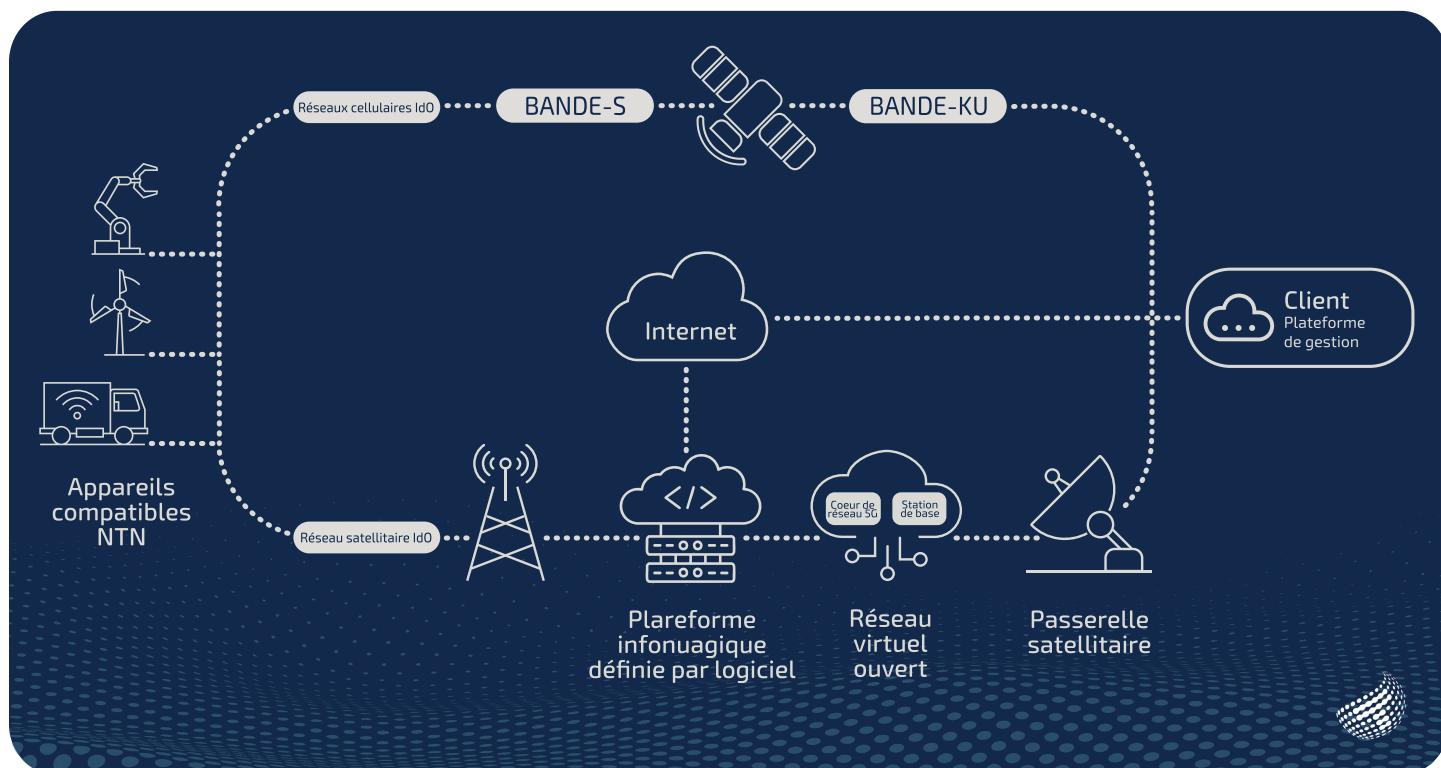 Réseaux cellulaires IdO
BANDE-S
BANDE-KU
Internet
Client
Plateforme
de gestion
Appareils
compatibles
NTN
Réseau satellitaire IdO
</>
Coeur de
réseau 5G
Station
de base
Plareforme
infonuagique
définie par logiciel
Réseau
virtuel
ouvert
Passerelle
satellitaire